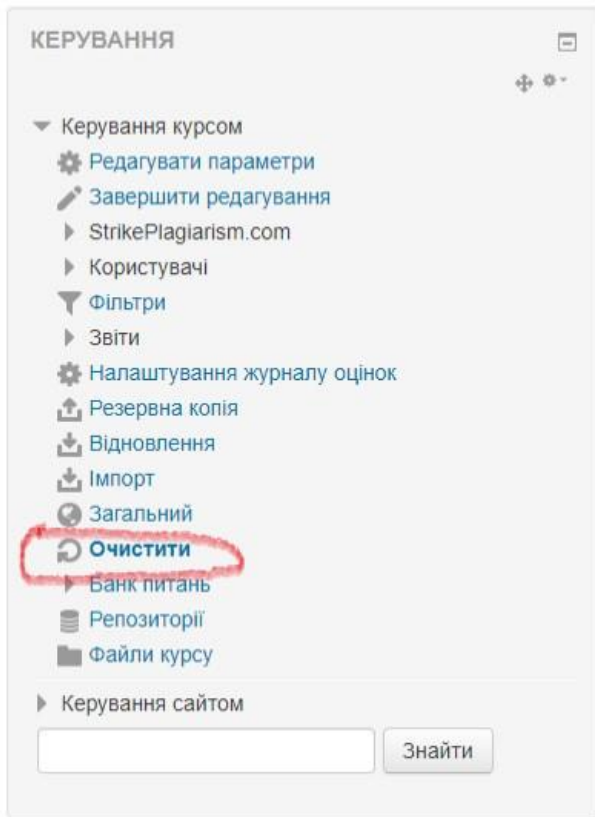 КЕРУВАННЯ
Керування курсом
Редагувати параметри
Завершити редагування
StrikePlagiarism.com
Користувачі
Фільтри
Звіти
Налаштування журналу оцінок
Резервна копія
Відновлення
Імпорт
Загальний
Очистити
Банк питань
Репозиторії
Файли курсу
Керування сайтом
Знайти